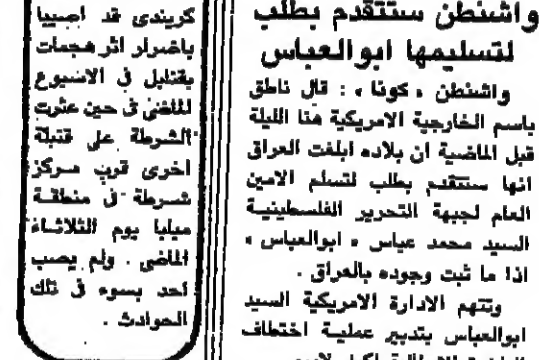 واشنطن ستتقدم بطلب
لتسليمها ابوالعباس
واشنطن « كونا » : قال ناطق
باسم الخارجية الامريكية هنا الليلة
قبل الماضية ان بلاده ابلغت العراق
انها ستتقدم بطلب لتسلم الامين
العام لجبهة التحرير الفلسطينية
السيد محمد عباس « ابوالعباس »
اذا ما ثبت وجوده بالعراق .
وتتهم الادارة الامريكية السيد
ابوالعباس بتدبير عملية اختطاف
كريندى قد اصيبا
باضرار اثر هجمات
بقنابل في الاسبوع
الماضى فى حين عثرت
الشرطة على قنبلة
اخرى قرب مركز
شرطة فى منطقة
ميليا يوم الثلاثاء
الماضى . ولم يصب
احد بسوء فى تلك
الحوادث .